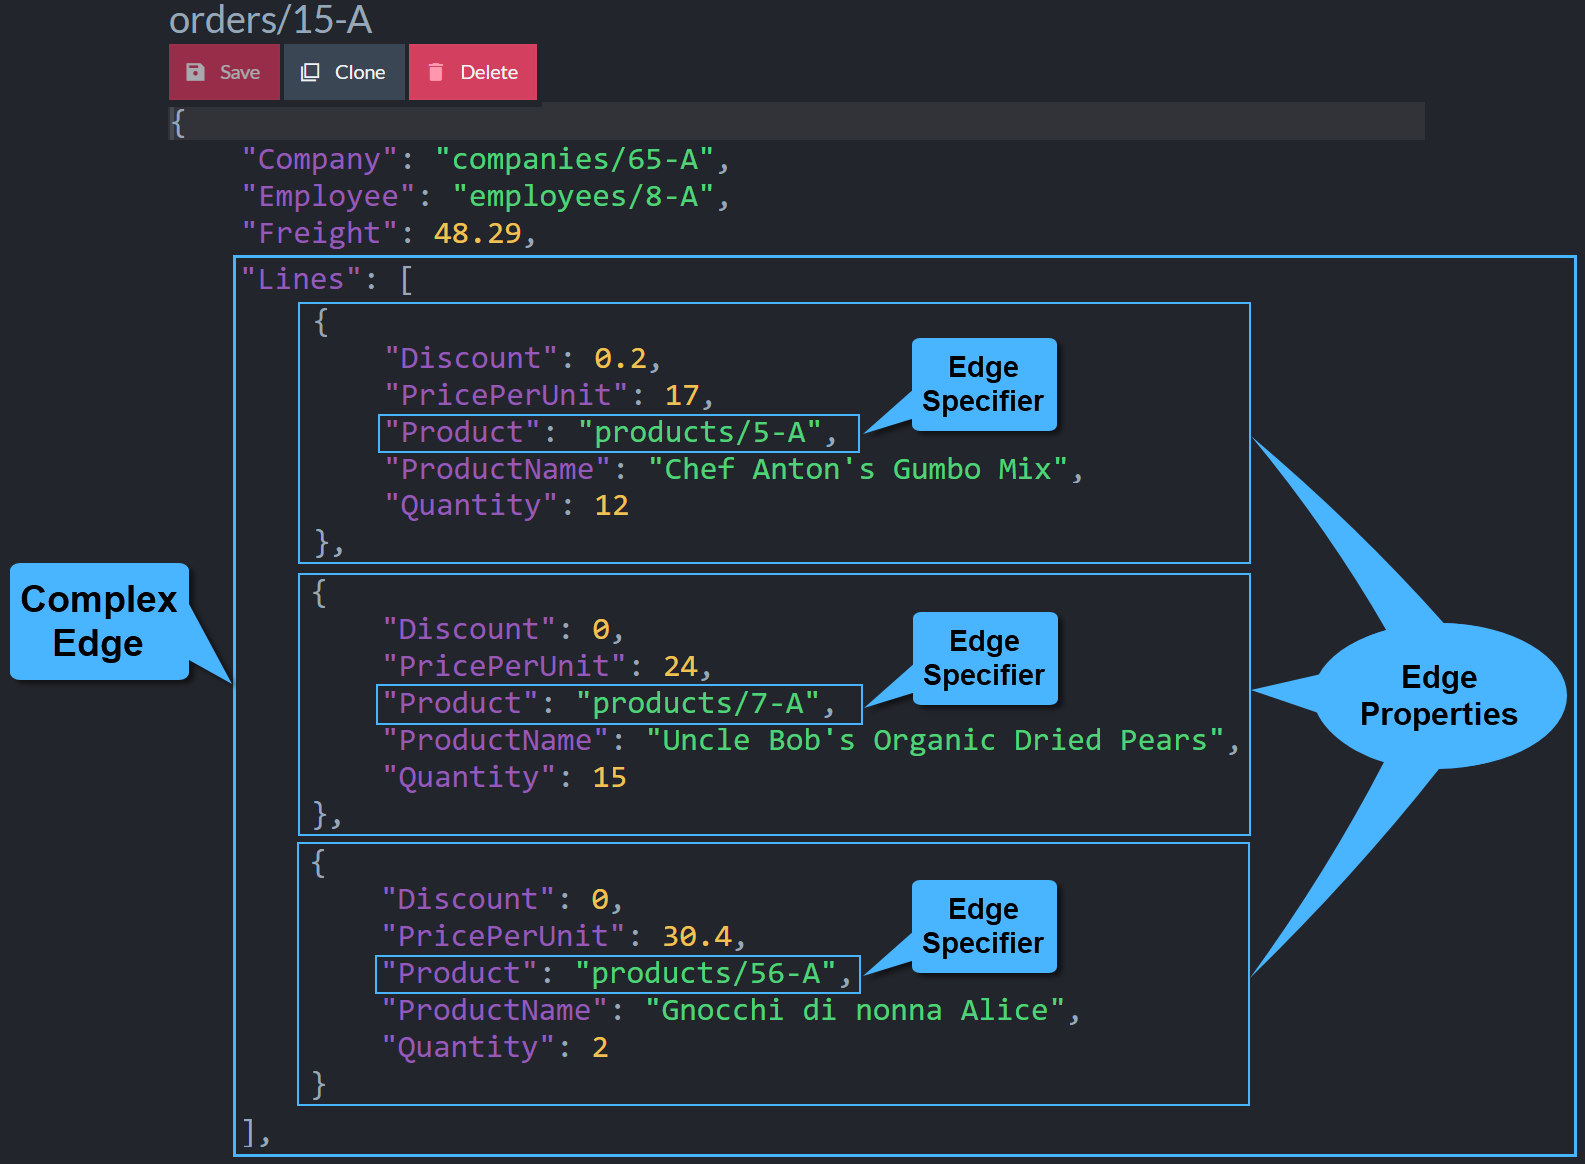 orders/15-A
Save Clone Delete
{
"Company": "companies/65-A",
"Employee": "employees/8-A",
"Freight": 48.29,
"Lines": [
{
"Discount": 0.2,
"PricePerUnit": 17,
"Product": "products/5-A",
"ProductName": "Chef Anton's Gumbo Mix",
"Quantity": 12
},
Edge
Specifier
{
"Discount": 0,
"PricePerUnit": 24,
"Product": "products/7-A",
"ProductName": "Uncle Bob's Organic Dried Pears",
"Quantity": 15
},
Edge
Specifier
{
"Discount": 0,
"PricePerUnit": 30.4,
"Product": "products/56-A",
"ProductName": "Gnocchi di nonna Alice",
"Quantity": 2
}
Edge
Specifier
],
Complex
Edge
Edge
Properties